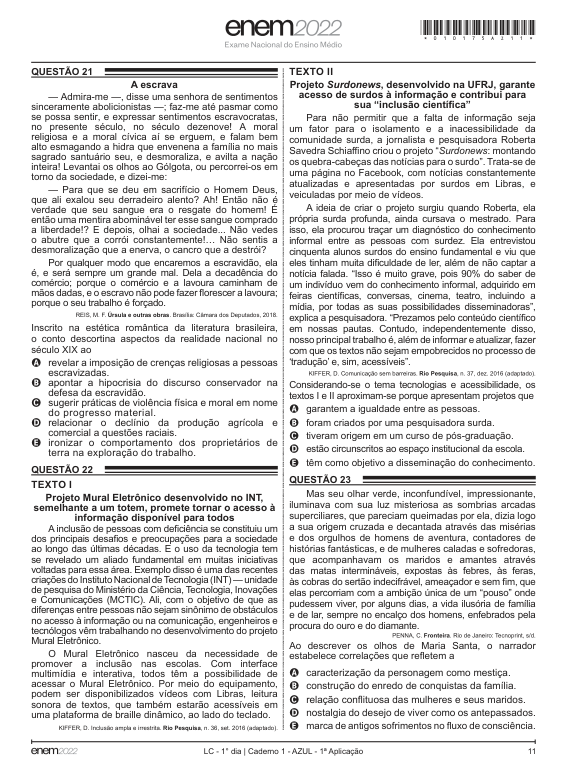 enem2022
Exame Nacional do Ensino Médio
*010175AZ11*
QUESTÃO 21
A escrava
— Admira-me —, disse uma senhora de sentimentos
sinceramente abolicionistas —; faz-me até pasmar como
se possa sentir, e expressar sentimentos escravocratas,
no presente século, no século dezenove! A moral
religiosa e a moral cívica aí se erguem, e falam bem
alto esmagando a hidra que envenena a família no mais
sagrado santuário seu, e desmoraliza, e avilta a nação
inteira! Levantai os olhos ao Gólgota, ou percorrei-os em
torno da sociedade, e dizei-me:
— Para que se deu em sacrifício o Homem Deus,
que ali exalou seu derradeiro alento? Ah! Então não é
verdade que seu sangue era o resgate do homem! É
então uma mentira abominável ter esse sangue comprado
a liberdade!? E depois, olhai a sociedade... Não vedes
o abutre que a corrói constantemente!... Não sentis a
desmoralização que a enerva, o cancro que a destrói?
Por qualquer modo que encaremos a escravidão, ela
é, e será sempre um grande mal. Dela a decadência do
comércio; porque o comércio e a lavoura caminham de
mãos dadas, e o escravo não pode fazer florescer a lavoura;
porque o seu trabalho é forçado.
REIS, M. F. Úrsula e outras obras. Brasília: Câmara dos Deputados, 2018.
Inscrito na estética romântica da literatura brasileira,
o conto descortina aspectos da realidade nacional no
século XIX ao
A revelar a imposição de crenças religiosas a pessoas
escravizadas.
B apontar a hipocrisia do discurso conservador na
defesa da escravidão.
C sugerir práticas de violência física e moral em nome
do progresso material.
D relacionar o declínio da produção agrícola e
comercial a questões raciais.
E ironizar o comportamento dos proprietários de
terra na exploração do trabalho.
QUESTÃO 22
TEXTO I
Projeto Mural Eletrônico desenvolvido no INT,
semelhante a um totem, promete tornar o acesso à
informação disponível para todos
A inclusão de pessoas com deficiência se constitui um
dos principais desafios e preocupações para a sociedade
ao longo das últimas décadas. E o uso da tecnologia tem
se revelado um aliado fundamental em muitas iniciativas
voltadas para essa área. Exemplo disso é uma das recentes
criações do Instituto Nacional de Tecnologia (INT) — unidade
de pesquisa do Ministério da Ciência, Tecnologia, Inovações
e Comunicações (MCTIC). Ali, com o objetivo de que as
diferenças entre pessoas não sejam sinônimo de obstáculos
no acesso à informação ou na comunicação, engenheiros e
tecnólogos vêm trabalhando no desenvolvimento do projeto
Mural Eletrônico.
O Mural Eletrônico nasceu da necessidade de
promover a inclusão nas escolas. Com interface
multimídia e interativa, todos têm a possibilidade de
acessar o Mural Eletrônico. Por meio do equipamento,
podem ser disponibilizados vídeos com Libras, leitura
sonora de textos, que também estarão acessíveis em
uma plataforma de braille dinâmico, ao lado do teclado.
KIFFER, D. Inclusão ampla e irrestrita. Rio Pesquisa, n. 36, set. 2016 (adaptado).
TEXTO II
Projeto Surdonews, desenvolvido na UFRJ, garante
acesso de surdos à informação e contribui para
sua “inclusão científica”
Para não permitir que a falta de informação seja
um fator para o isolamento e a inacessibilidade da
comunidade surda, a jornalista e pesquisadora Roberta
Savedra Schiaffino criou o projeto “Surdonews: montando
os quebra-cabeças das notícias para o surdo”. Trata-se de
uma página no Facebook, com notícias constantemente
atualizadas e apresentadas por surdos em Libras, e
veiculadas por meio de vídeos.
A ideia de criar o projeto surgiu quando Roberta, ela
própria surda profunda, ainda cursava o mestrado. Para
isso, ela procurou traçar um diagnóstico do conhecimento
informal entre as pessoas com surdez. Ela entrevistou
cinquenta alunos surdos do ensino fundamental e viu que
eles tinham muita dificuldade de ler, além de não captar a
notícia falada. “Isso é muito grave, pois 90% do saber de
um indivíduo vem do conhecimento informal, adquirido em
feiras científicas, conversas, cinema, teatro, incluindo a
mídia, por todas as suas possibilidades disseminadoras”,
explica a pesquisadora. “Prezamos pelo conteúdo científico
em nossas pautas. Contudo, independentemente disso,
nosso principal trabalho é, além de informar e atualizar, fazer
com que os textos não sejam empobrecidos no processo de
‘tradução’ e, sim, acessíveis”.
KIFFER, D. Comunicação sem barreiras. Rio Pesquisa, n. 37, dez. 2016 (adaptado).
Considerando-se o tema tecnologias e acessibilidade, os
textos I e II aproximam-se porque apresentam projetos que
A garantem a igualdade entre as pessoas.
B foram criados por uma pesquisadora surda.
C tiveram origem em um curso de pós-graduação.
D estão circunscritos ao espaço institucional da escola.
E têm como objetivo a disseminação do conhecimento.
QUESTÃO 23
Mas seu olhar verde, inconfundível, impressionante,
iluminava com sua luz misteriosa as sombrias arcadas
superciliares, que pareciam queimadas por ela, dizia logo
a sua origem cruzada e decantada através das misérias
e dos orgulhos de homens de aventura, contadores de
histórias fantásticas, e de mulheres caladas e sofredoras,
que acompanhavam os maridos e amantes através
das matas intermináveis, expostas às febres, às feras,
às cobras do sertão indecifrável, ameaçador e sem fim, que
elas percorriam com a ambição única de um “pouso” onde
pudessem viver, por alguns dias, a vida ilusória de família
e de lar, sempre no encalço dos homens, enfebrados pela
procura do ouro e do diamante.
PENNA, C. Fronteira. Rio de Janeiro: Tecnoprint, s/d.
Ao descrever os olhos de Maria Santa, o narrador
estabelece correlações que refletem a
A caracterização da personagem como mestiça.
B construção do enredo de conquistas da família.
C relação conflituosa das mulheres e seus maridos.
D nostalgia do desejo de viver como os antepassados.
E marca de antigos sofrimentos no fluxo de consciência.
enem2022
LC - 1° dia | Caderno 1 - AZUL - 1ª Aplicação
11